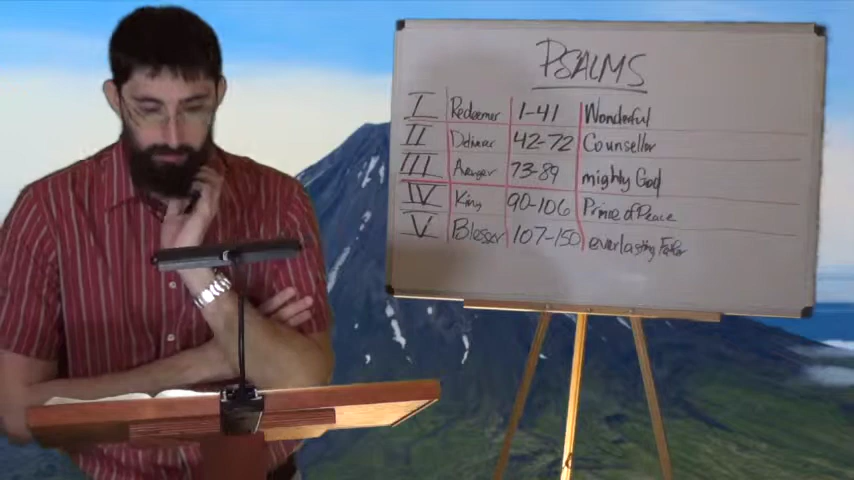 PSALMS
I Redeemer 1-41 Wonderful
II Deliverer 42-72 Counsellor
III Avenger 73-89 mighty God
IV King 90-106 Prince of Peace
V Blesser 107-150 everlasting Father